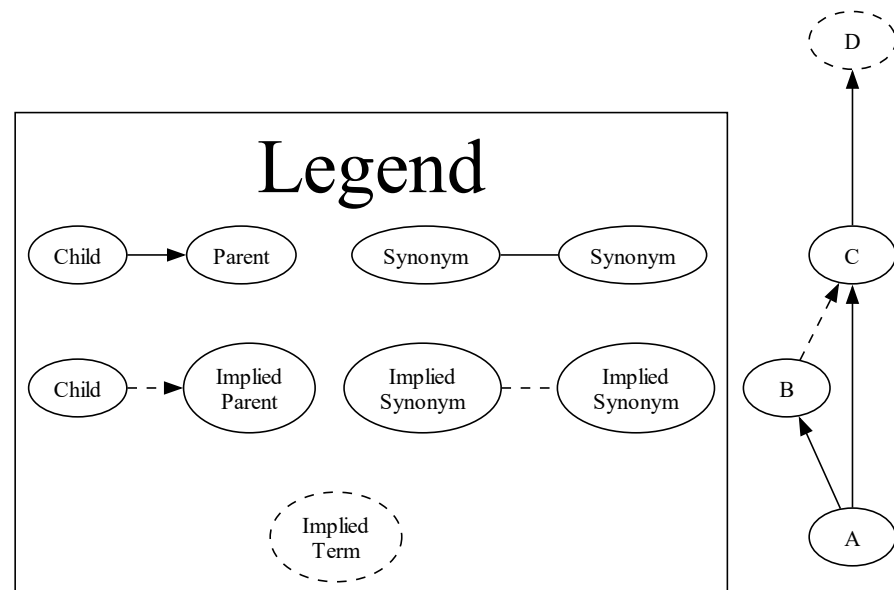 D
Legend
Child
Parent
Synonym
Synonym
C
Child
Implied
Parent
Implied
Synonym
Implied
Synonym
B
Implied
Term
A